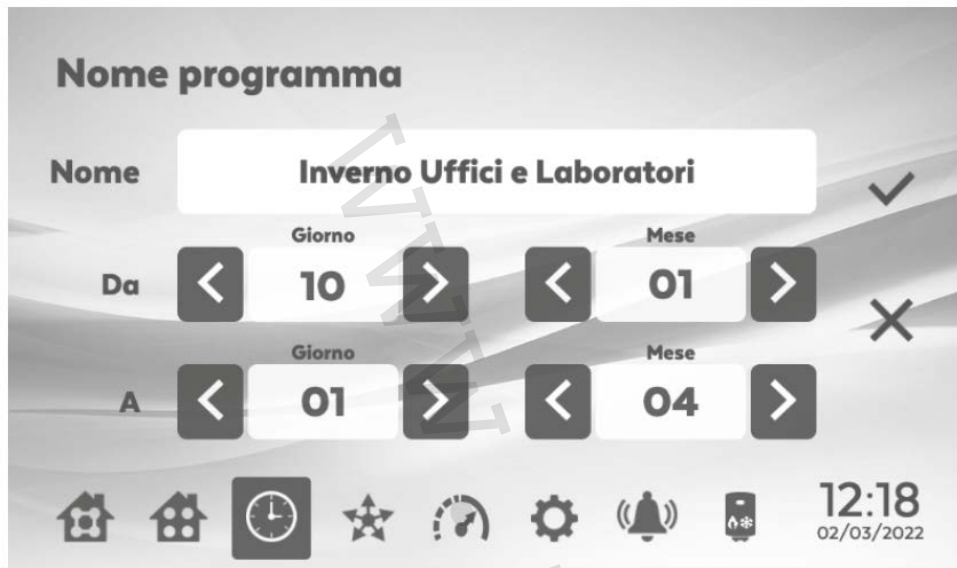 Nome programma
Nome Inverno Uffici e Laboratori
Giorno Mese
Da 10 01
Giorno Mese
A 01 04
12:18
02/03/2022